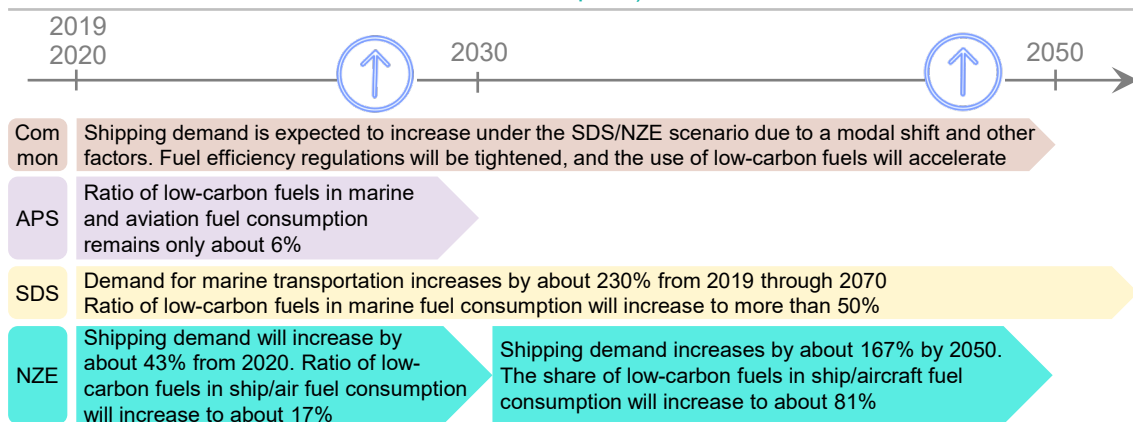 2019
2020
2030
2050
Com
mon
Shipping demand is expected to increase under the SDS/NZE scenario due to a modal shift and other
factors. Fuel efficiency regulations will be tightened, and the use of low-carbon fuels will accelerate
APS
Ratio of low-carbon fuels in marine
and aviation fuel consumption
remains only about 6%
SDS
Demand for marine transportation increases by about 230% from 2019 through 2070
Ratio of low-carbon fuels in marine fuel consumption will increase to more than 50%
NZE
Shipping demand will increase by
about 43% from 2020. Ratio of low-
carbon fuels in ship/air fuel consumption
will increase to about 17%
Shipping demand increases by about 167% by 2050.
The share of low-carbon fuels in ship/aircraft fuel
consumption will increase to about 81%